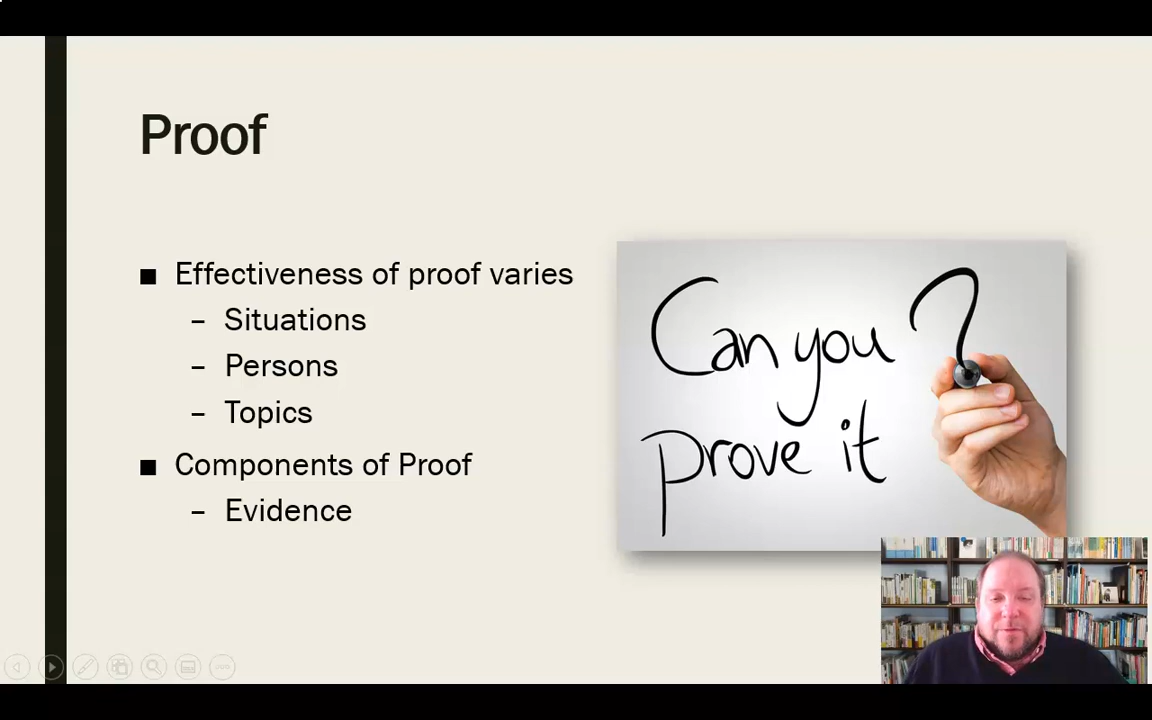 Proof
■ Effectiveness of proof varies
– Situations
– Persons
– Topics
■ Components of Proof
– Evidence
Can you ?
prove it